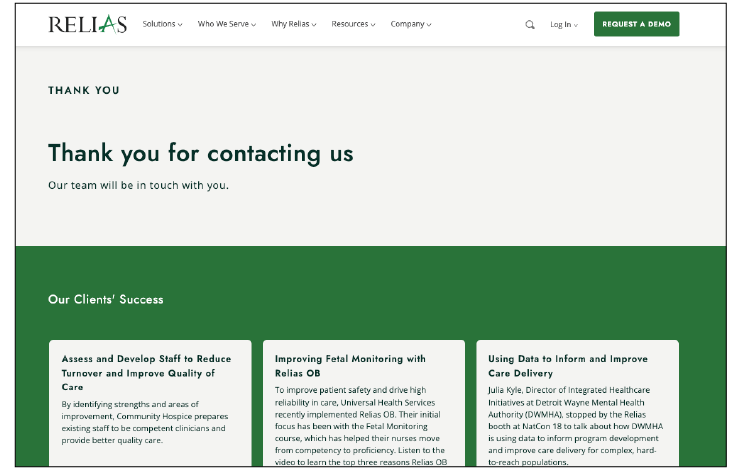 RELIAS Solutions Who We Serve Why Relias Resources Company Log In REQUEST A DEMO
THANK YOU
Thank you for contacting us
Our team will be in touch with you.
Our Clients' Success
Assess and Develop Staff to Reduce
Turnover and Improve Quality of
Care
By identifying strengths and areas of
improvement, Community Hospice prepares
existing staff to be competent clinicians and
provide better quality care.
Improving Fetal Monitoring with
Relias OB
To improve patient safety and drive high
reliability in care, Universal Health Services
recently implemented Relias OB. Their initial
focus has been with the Fetal Monitoring
course, which has helped their nurses move
from competency to proficiency. Listen to the
video to learn the top three reasons Relias OB
Using Data to Inform and Improve
Care Delivery
Julia Kyle, Director of Integrated Healthcare
Initiatives at Detroit Wayne Mental Health
Authority (DWMHA), stopped by the Relias
booth at NatCon 18 to talk about how DWMHA
is using data to inform program development
and improve care delivery for complex, hard-
to-reach populations.